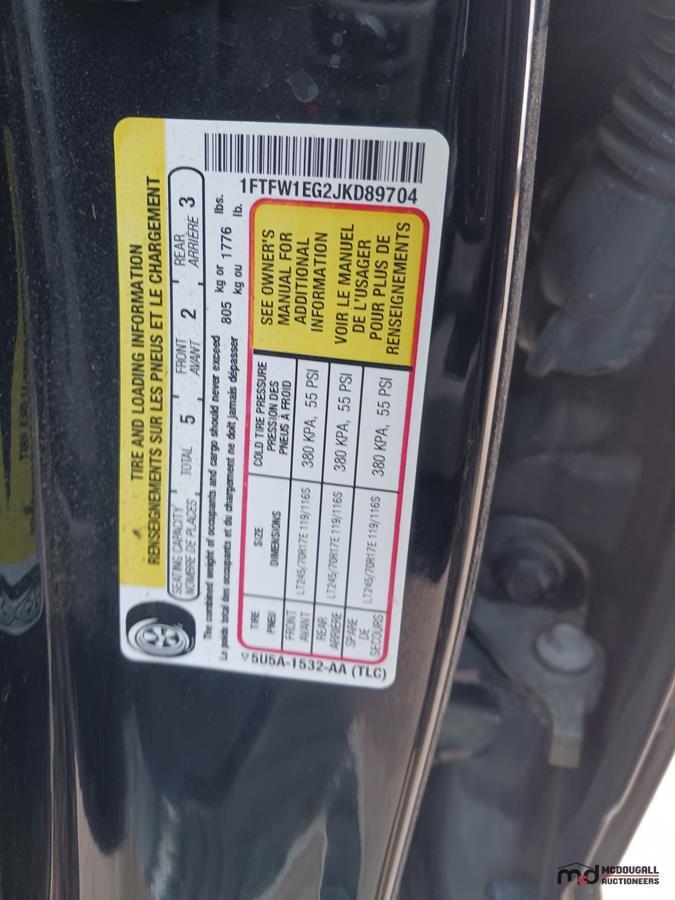 TIRE AND LOADING INFORMATION
RENSEIGNEMENTS SUR LES PNEUS ET LE CHARGEMENT
SEATING CAPACITY
NOMBRE DE PLACES
TOTAL 5
FRONT
AVANT
2
REAR
ARRIÈRE
3
The combined weight of occupants and cargo should never exceed
Le poids total des occupants et du chargement ne doit jamais dépasser
805 kg or 1776 lbs.
kg ou lb.
1FTFW1EG2JKD89704
TIRE
PNEU
SIZE
DIMENSIONS
COLD TIRE PRESSURE
PRESSION DES
PNEUS À FROID
FRONT
AVANT
LT245/70R17E 119/116S
380 KPA, 55 PSI
REAR
ARRIÈRE
LT245/70R17E 119/116S
380 KPA, 55 PSI
SPARE
DE
SECOURS
LT245/70R17E 119/116S
380 KPA, 55 PSI
SEE OWNER'S
MANUAL FOR
ADDITIONAL
INFORMATION
VOIR LE MANUEL
DE L'USAGER
POUR PLUS DE
RENSEIGNEMENTS
5U5A-1532-AA (TLC)
mcd MCDOUGALL
AUCTIONEERS